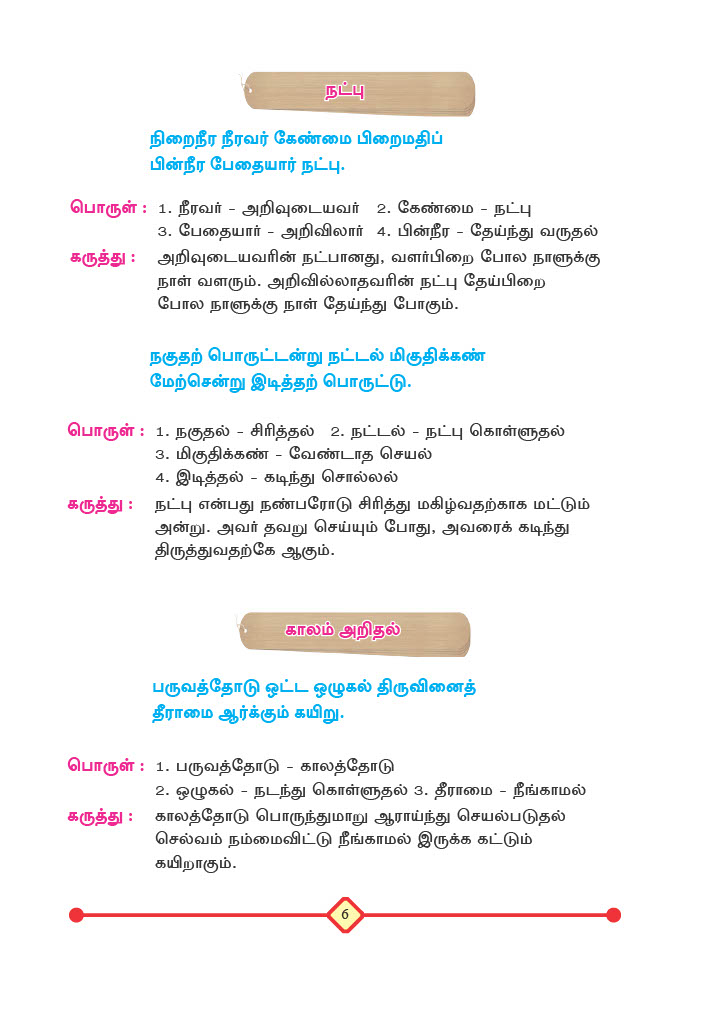 நட்பு
நிறைநீர நீரவர் கேண்மை பிறைமதிப்
பின்நீர பேதையார் நட்பு.
பொருள் : 1. நீரவர் - அறிவுடையவர் 2. கேண்மை - நட்பு
3. பேதையார் - அறிவிலார் 4. பின்நீர - தேய்ந்து வருதல்
கருத்து : அறிவுடையவரின் நட்பானது, வளர்பிறை போல நாளுக்கு
நாள் வளரும். அறிவில்லாதவரின் நட்பு தேய்பிறை
போல நாளுக்கு நாள் தேய்ந்து போகும்.
நகுதற் பொருட்டன்று நட்டல் மிகுதிக்கண்
மேற்சென்று இடித்தற் பொருட்டு.
பொருள் : 1. நகுதல் - சிரித்தல் 2. நட்டல் - நட்பு கொள்ளுதல்
3. மிகுதிக்கண் - வேண்டாத செயல்
4. இடித்தல் - கடிந்து சொல்லல்
கருத்து : நட்பு என்பது நண்பரோடு சிரித்து மகிழ்வதற்காக மட்டும்
அன்று. அவர் தவறு செய்யும் போது, அவரைக் கடிந்து
திருத்துவதற்கே ஆகும்.
காலம் அறிதல்
பருவத்தோடு ஒட்ட ஒழுகல் திருவினைத்
தீராமை ஆர்க்கும் கயிறு.
பொருள் : 1. பருவத்தோடு - காலத்தோடு
2. ஒழுகல் - நடந்து கொள்ளுதல் 3. தீராமை - நீங்காமல்
கருத்து : காலத்தோடு பொருந்துமாறு ஆராய்ந்து செயல்படுதல்
செல்வம் நம்மைவிட்டு நீங்காமல் இருக்க கட்டும்
கயிறாகும்.
6